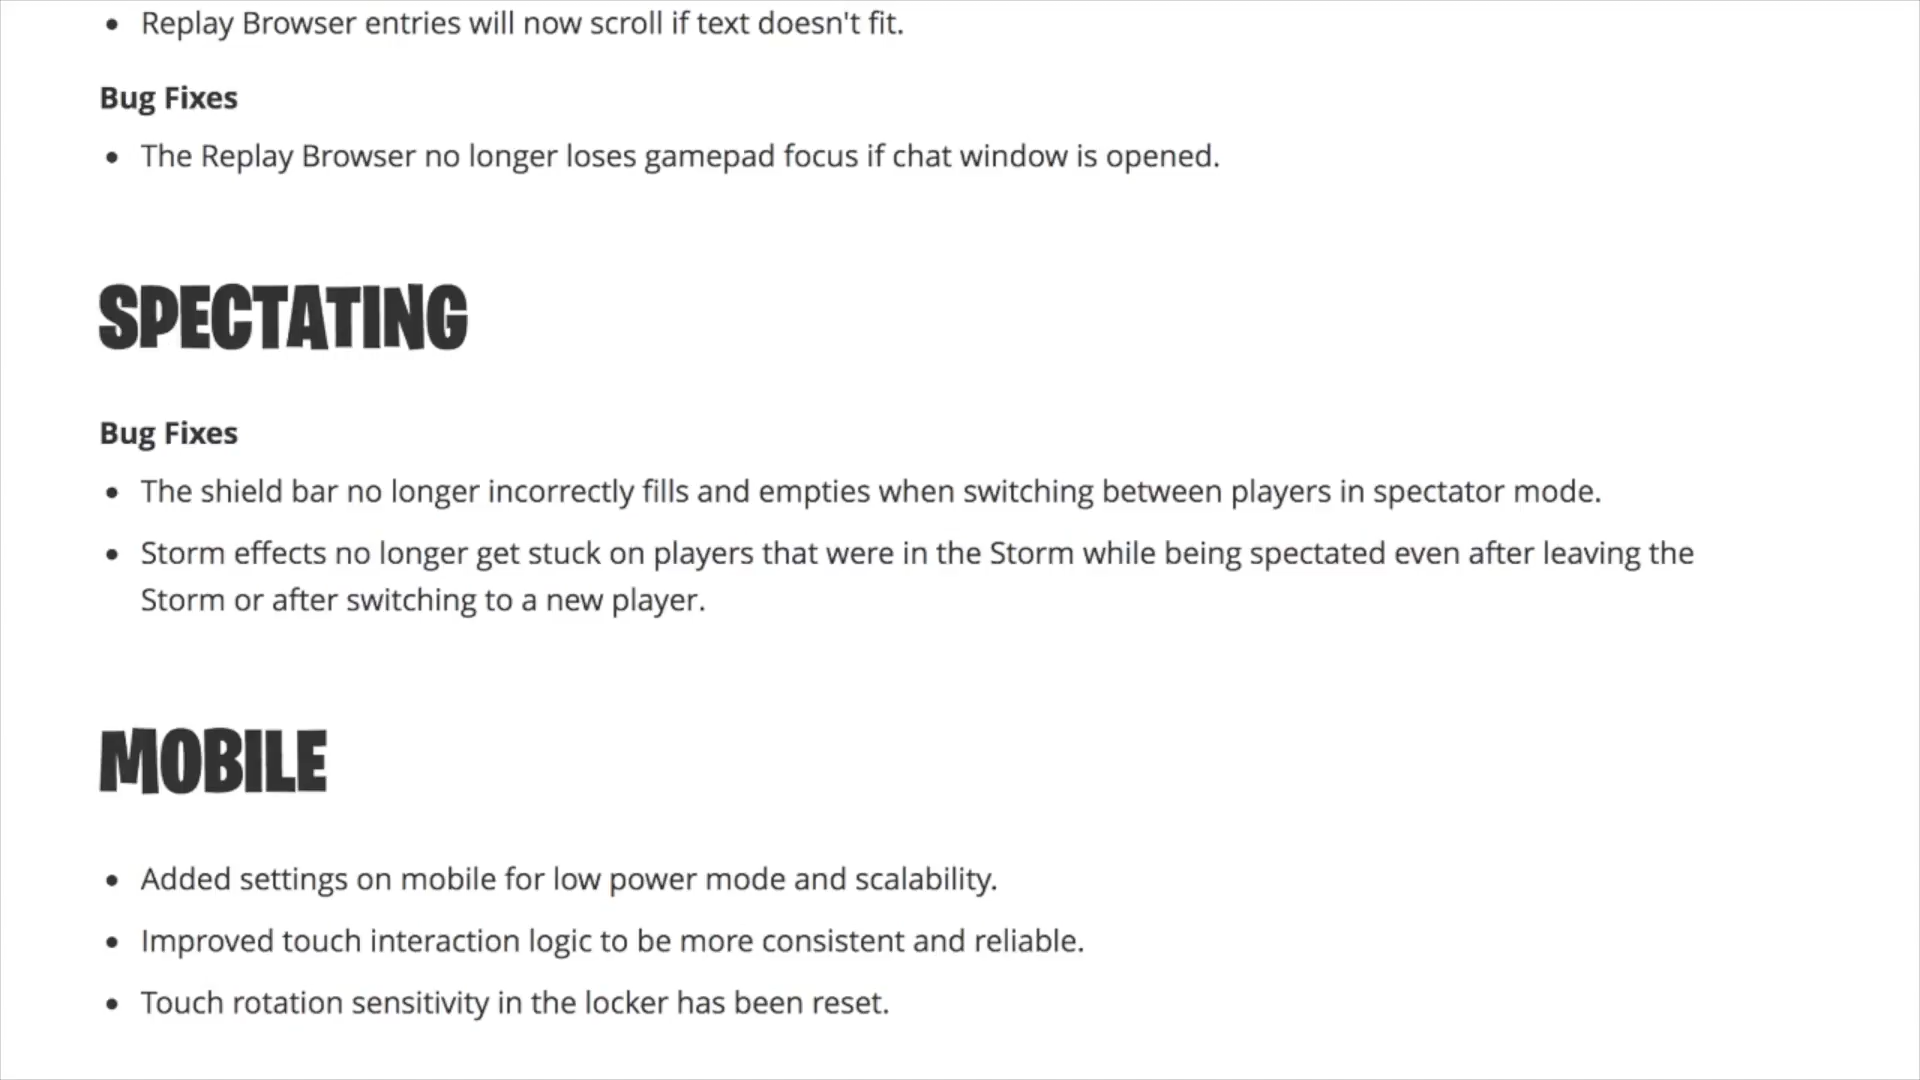 Replay Browser entries will now scroll if text doesn't fit.
Bug Fixes
The Replay Browser no longer loses gamepad focus if chat window is opened.
SPECTATING
Bug Fixes
The shield bar no longer incorrectly fills and empties when switching between players in spectator mode.
Storm effects no longer get stuck on players that were in the Storm while being spectated even after leaving the
Storm or after switching to a new player.
MOBILE
Added settings on mobile for low power mode and scalability.
Improved touch interaction logic to be more consistent and reliable.
Touch rotation sensitivity in the locker has been reset.